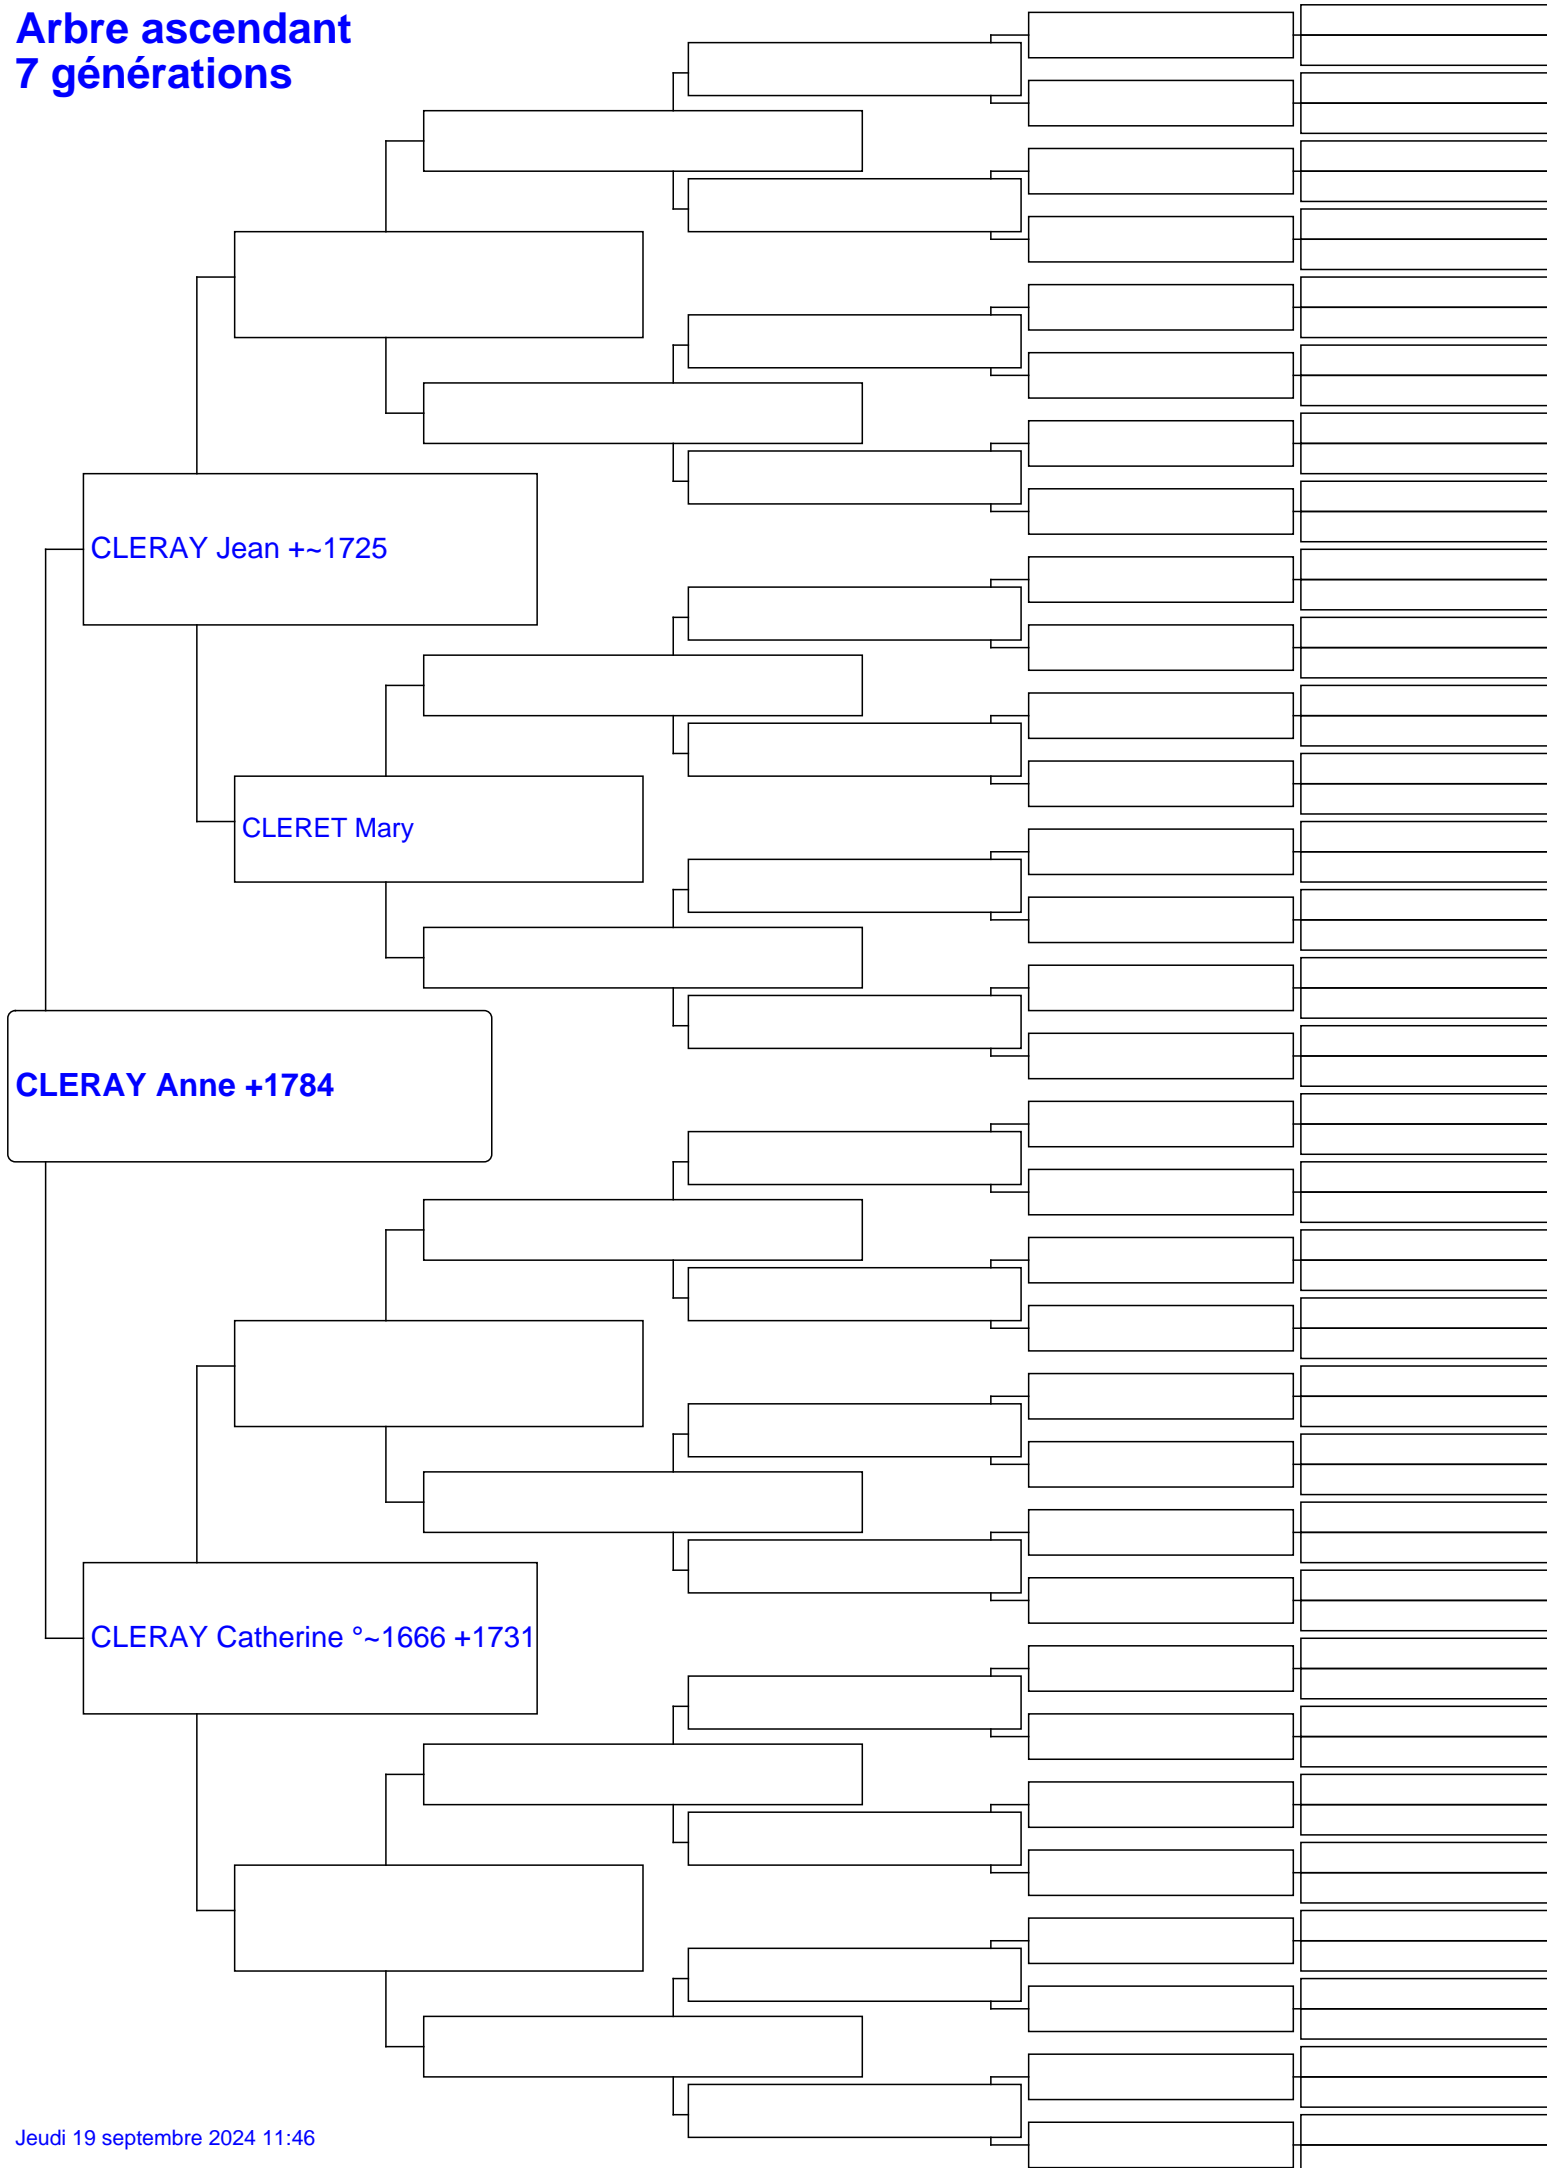 Arbre ascendant
7 générations
CLERAY Jean +~1725
CLERET Mary
CLERAY Anne +1784
CLERAY Catherine °~1666 +1731
Jeudi 19 septembre 2024 11:46